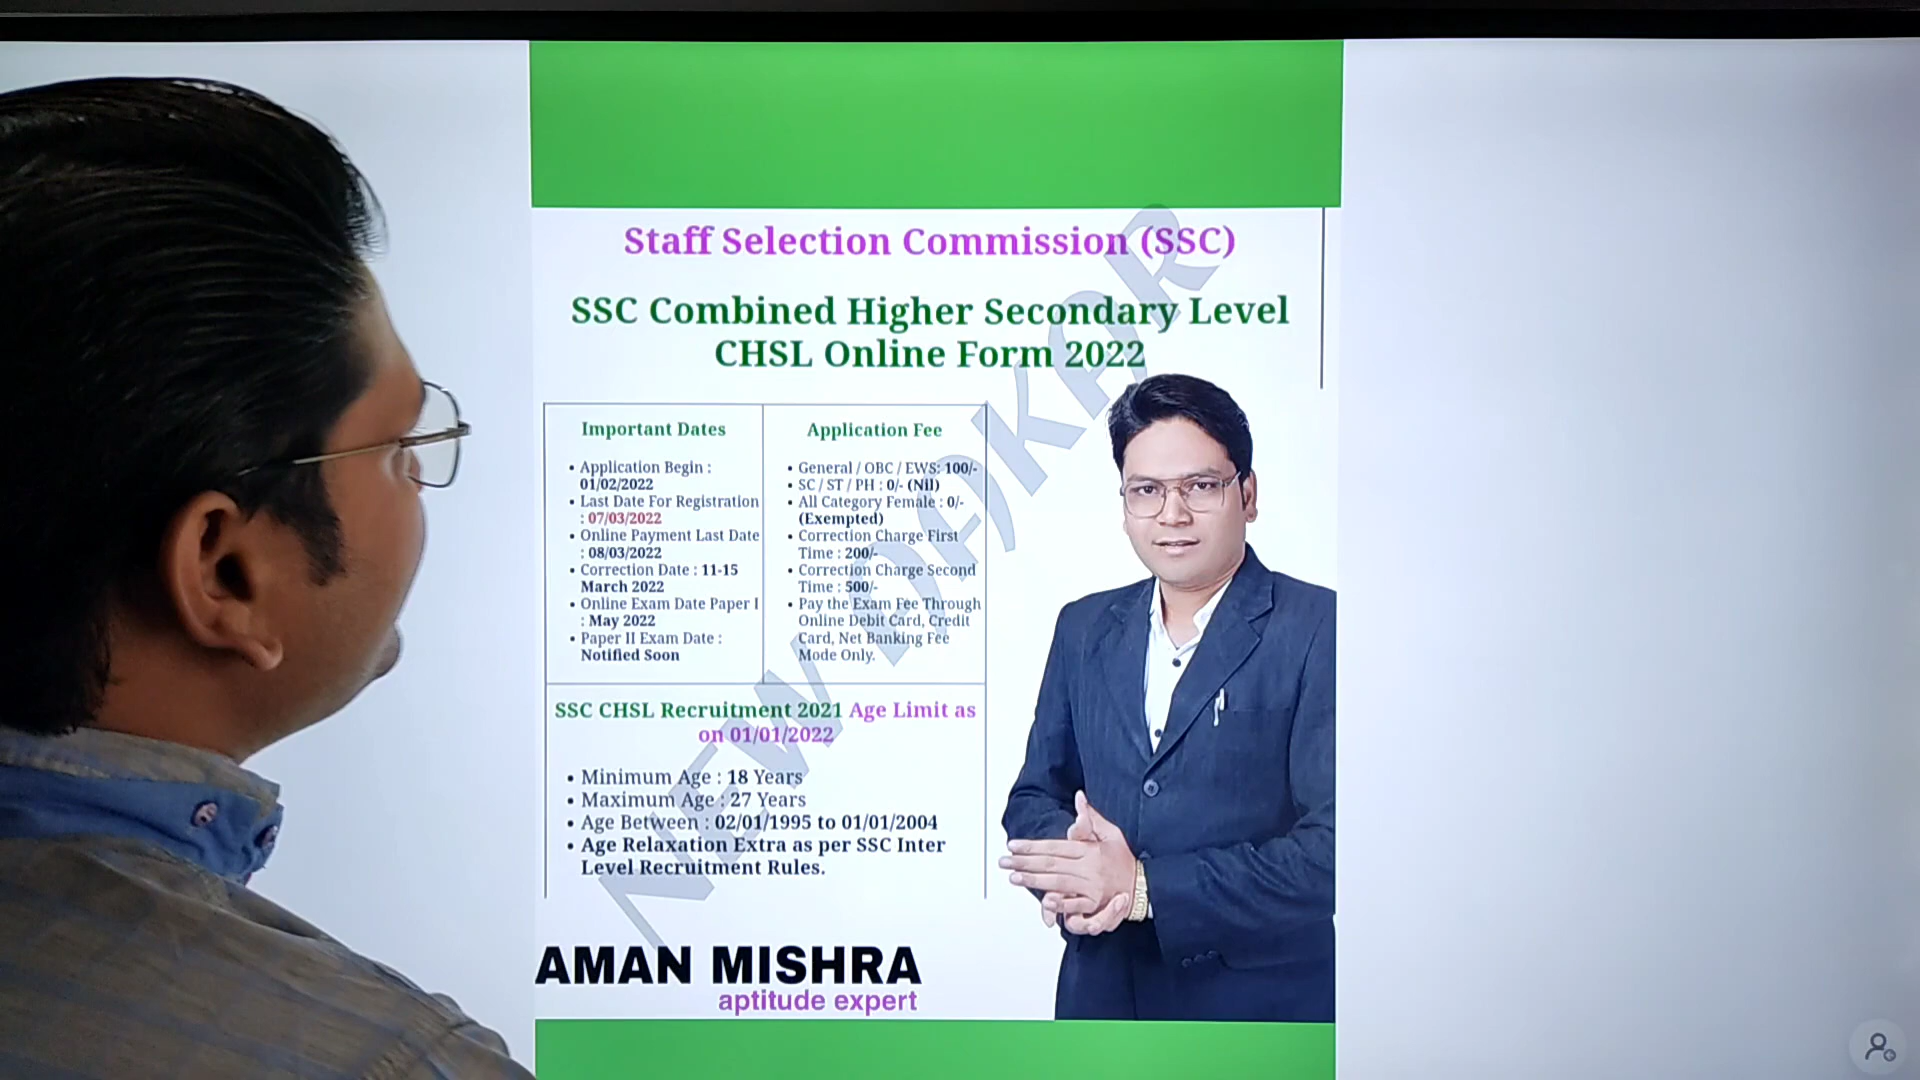 Staff Selection Commission (SSC)
SSC Combined Higher Secondary Level
CHSL Online Form 2022
Important Dates
• Application Begin :
01/02/2022
• Last Date For Registration
: 07/03/2022
• Online Payment Last Date
: 08/03/2022
• Correction Date : 11-15
March 2022
• Online Exam Date Paper I
: May 2022
• Paper II Exam Date :
Notified Soon
Application Fee
• General / OBC / EWS: 100/-
• SC / ST / PH : 0/- (Nil)
• All Category Female : 0/-
(Exempted)
• Correction Charge First
Time : 200/-
• Correction Charge Second
Time : 500/-
• Pay the Exam Fee Through
Online Debit Card, Credit
Card, Net Banking Fee
Mode Only.
SSC CHSL Recruitment 2021 Age Limit as
on 01/01/2022
• Minimum Age : 18 Years
• Maximum Age : 27 Years
• Age Between : 02/01/1995 to 01/01/2004
• Age Relaxation Extra as per SSC Inter
Level Recruitment Rules.
NEW DAKAR
AMAN MISHRA
aptitude expert